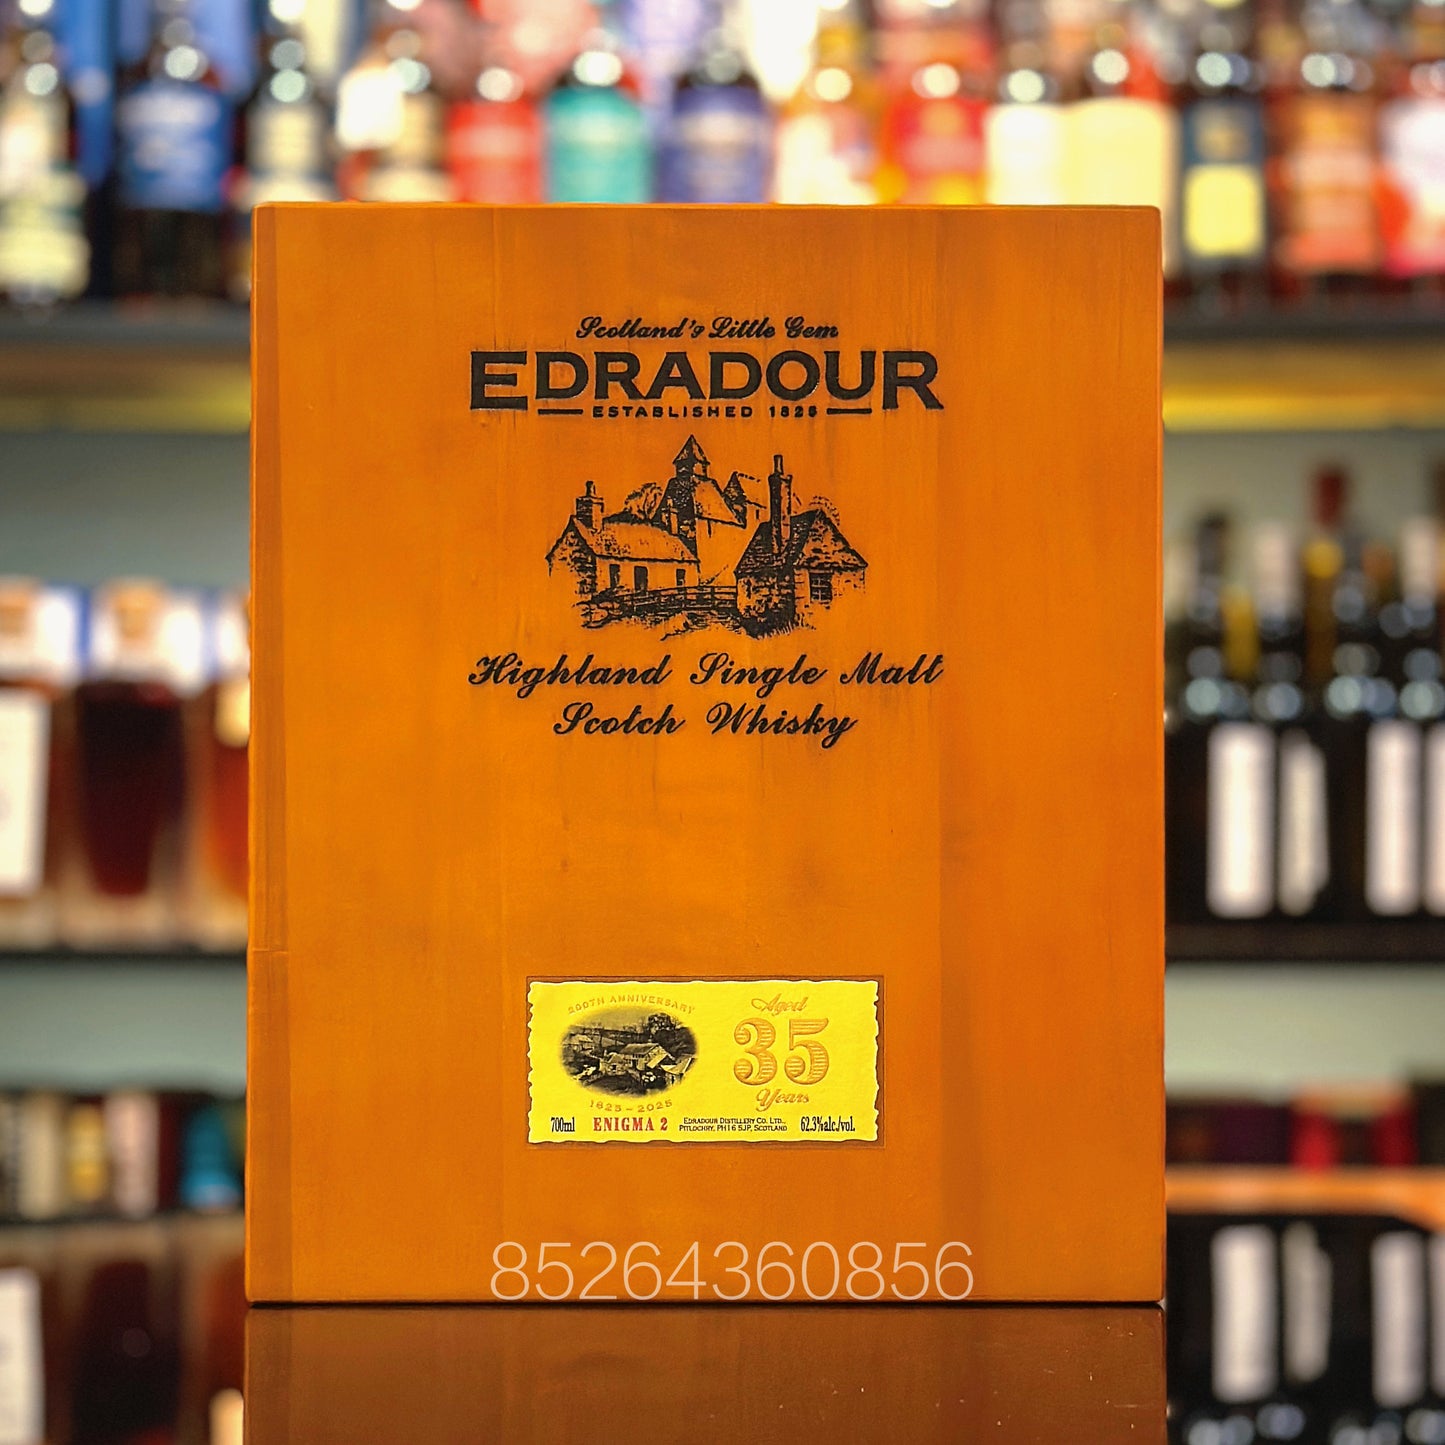 Scotland's Little Gem
EDRADOUR
ESTABLISHED 1825
Highland Single Malt
Scotch Whisky
200TH ANNIVERSARY
1825-2025
Aged
35
Years
700ml ENIGMA 2 EDRADOUR DISTILLERY CO. LTD., 62.3%alc./vol.
PITLOCHRY, PH16 5JP, SCOTLAND
85264360856